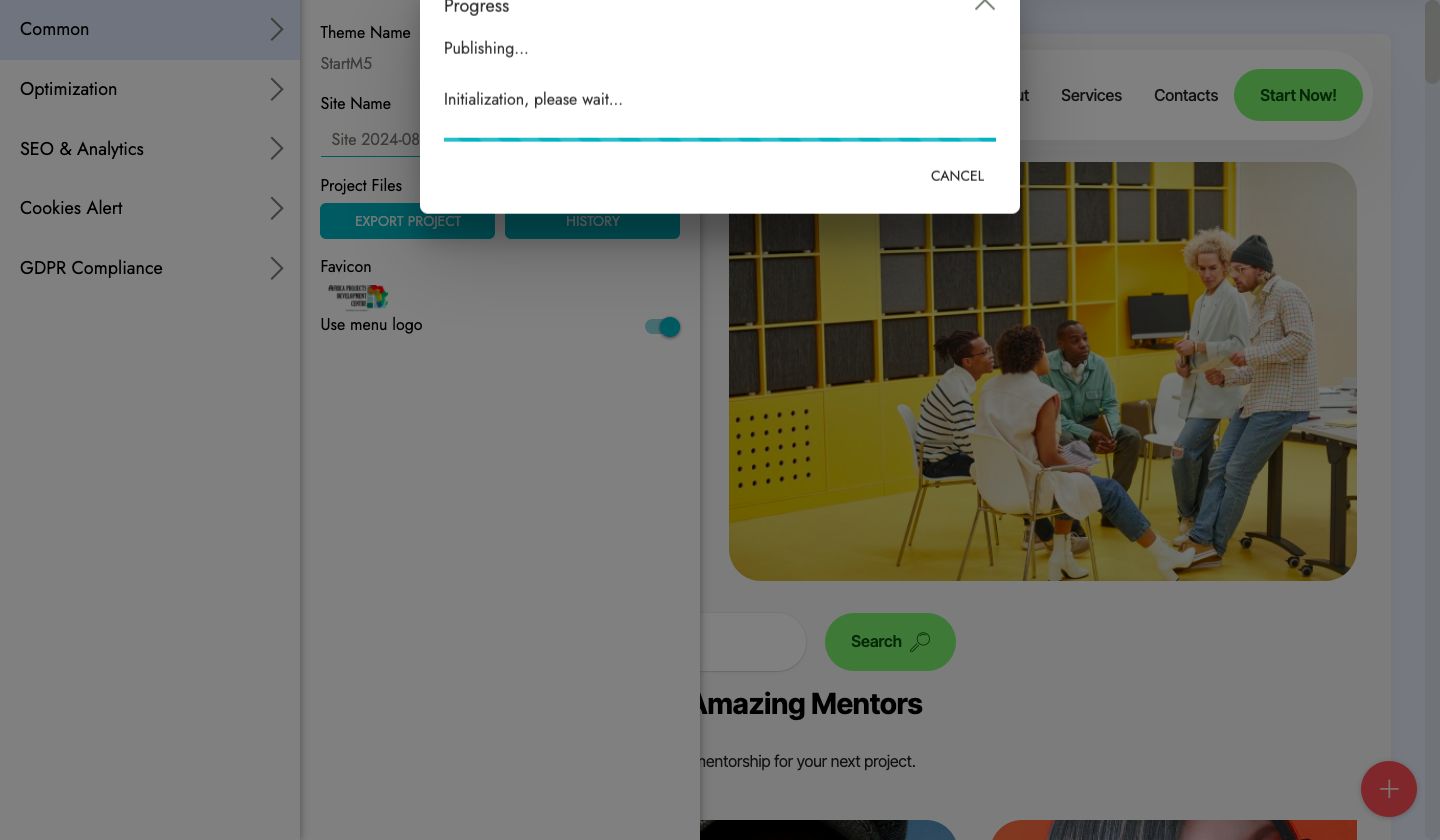 Common
Optimization
SEO & Analytics
Cookies Alert
GDPR Compliance
Theme Name
StartM5
Site Name
Site 2024-08
Project Files
EXPORT PROJECT
HISTORY
Favicon
AFRICA PROJECTS
DEVELOPMENT
CENTRE
Use menu logo
Progress
Publishing...
Initialization, please wait...
CANCEL
ut
Services
Contacts
Start Now!
Search
Amazing Mentors
mentorship for your next project.